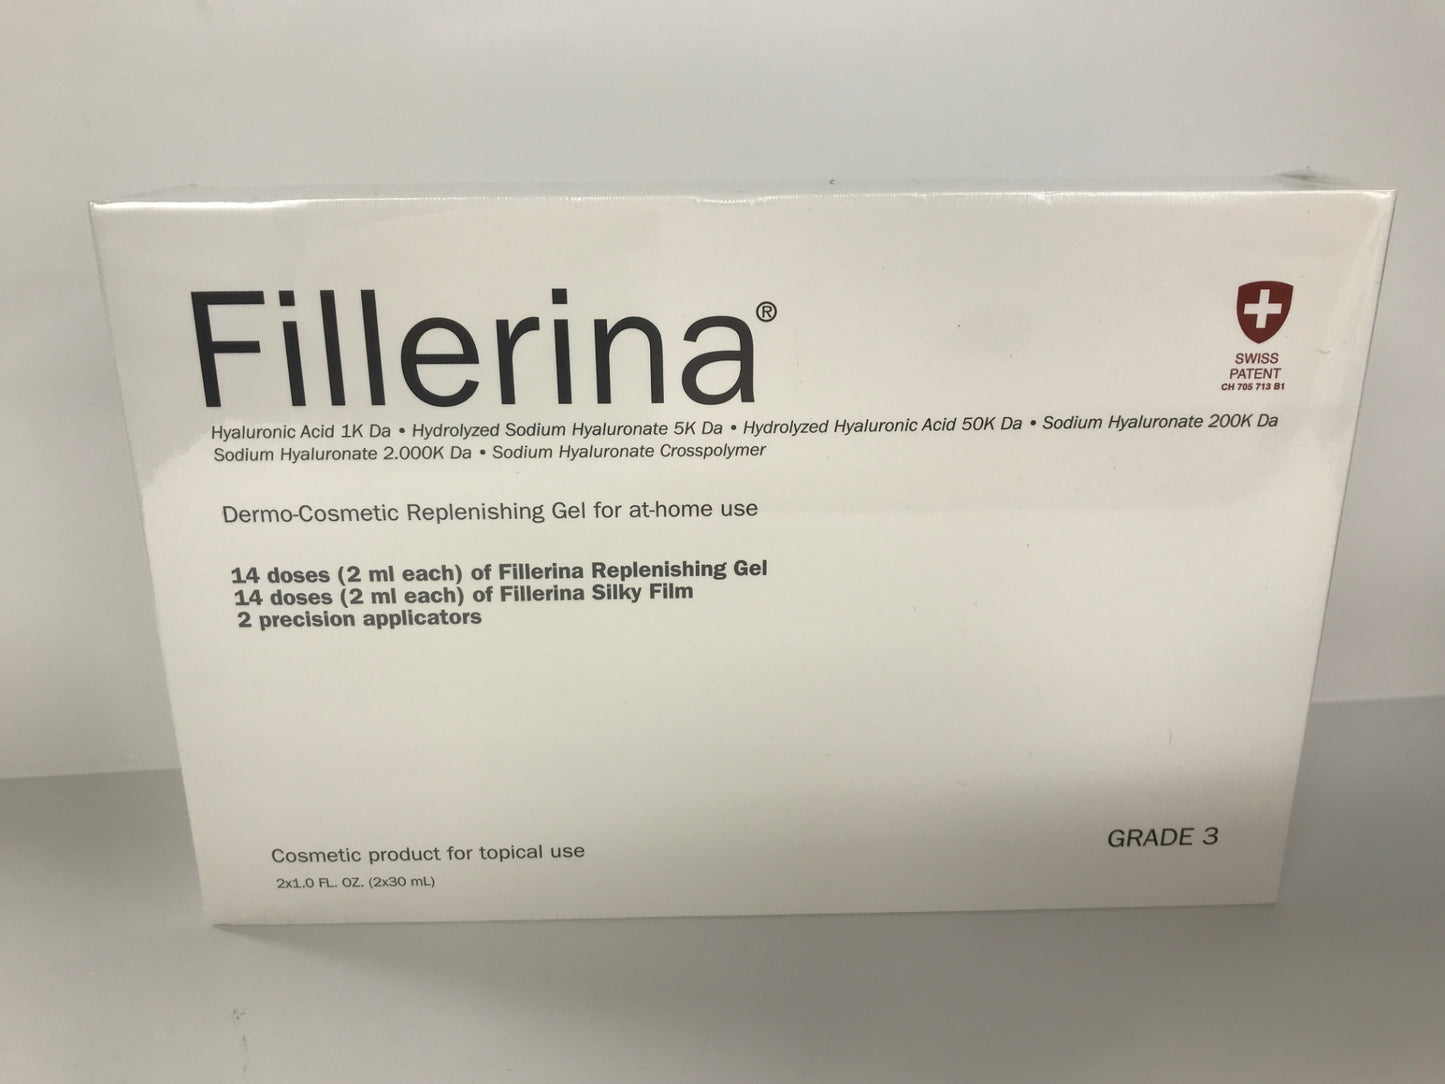 Fillerina®
SWISS
PATENT
CH 705 713 B1
Hyaluronic Acid 1K Da • Hydrolyzed Sodium Hyaluronate 5K Da • Hydrolyzed Hyaluronic Acid 50K Da • Sodium Hyaluronate 200K Da
Sodium Hyaluronate 2.000K Da • Sodium Hyaluronate Crosspolymer
Dermo-Cosmetic Replenishing Gel for at-home use
14 doses (2 ml each) of Fillerina Replenishing Gel
14 doses (2 ml each) of Fillerina Silky Film
2 precision applicators
GRADE 3
Cosmetic product for topical use
2x1.0 FL. OZ. (2x30 mL)